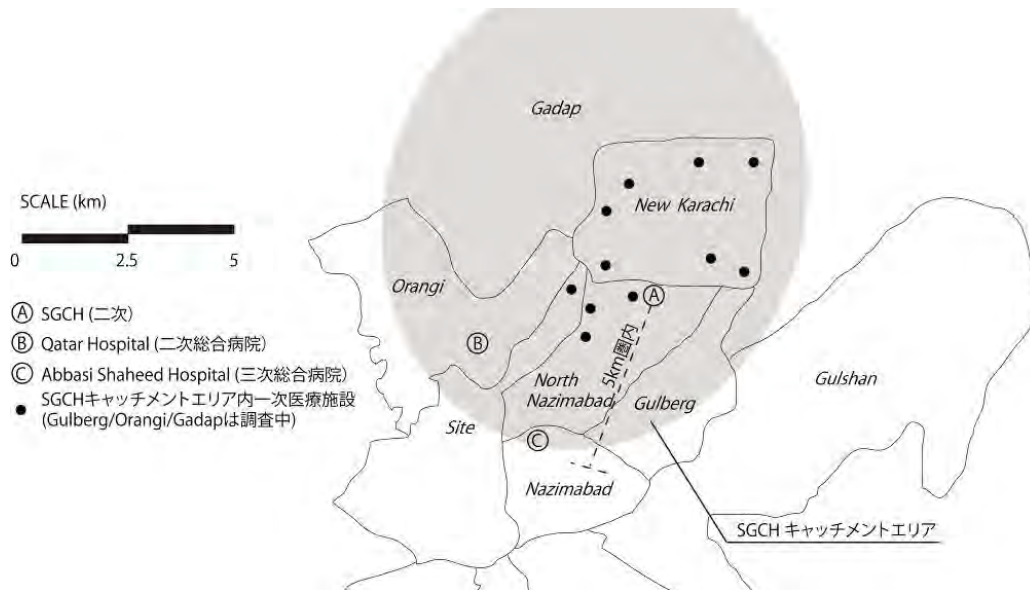 Gadap
SCALE (km)
0 2.5 5
New Karachi
Orangi
Ⓐ SGCH (二次)
Ⓑ Qatar Hospital (二次総合病院)
Ⓒ Abbasi Shaheed Hospital (三次総合病院)
● SGCHキャッチメントエリア内一次医療施設
(Gulberg/Orangi/Gadapは調査中)
Ⓐ
Ⓑ
5km圏内
North
Nazimabad
Gulberg
Gulshan
Site
Ⓒ
Nazimabad
SGCH キャッチメントエリア